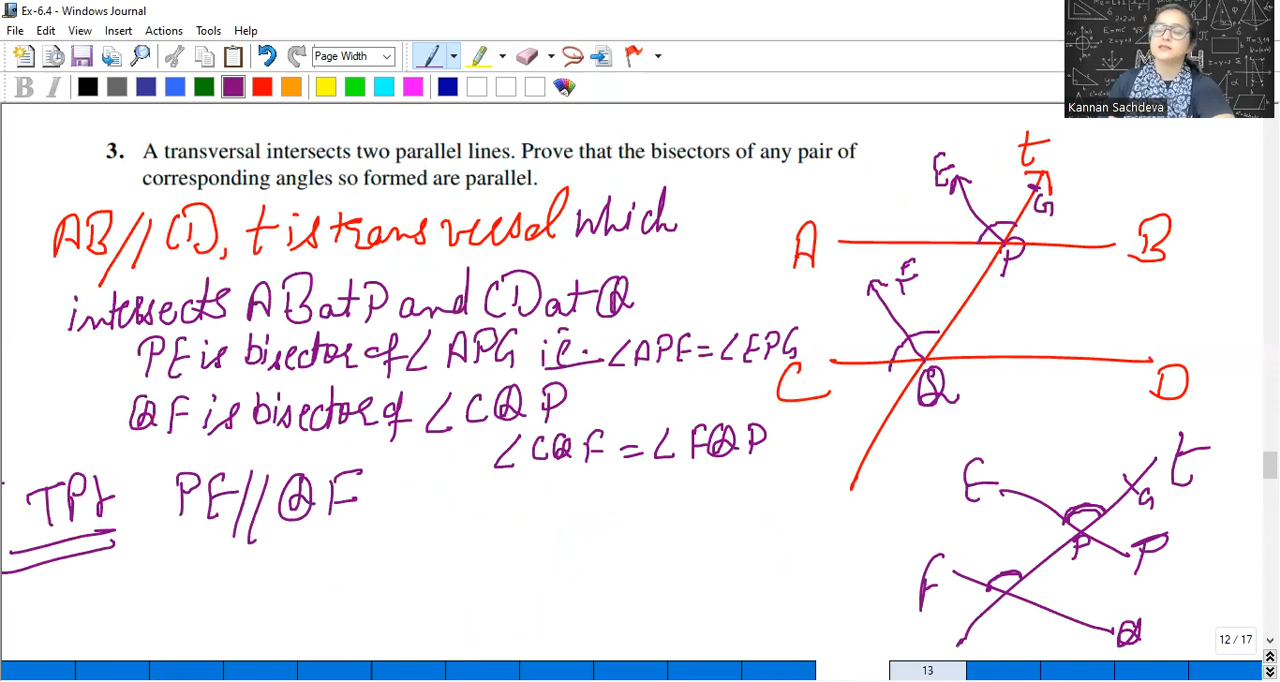 Ex-6.4 - Windows Journal
File Edit View Insert Actions Tools Help
Page Width
B I
Kannan Sachdeva
3. A transversal intersects two parallel lines. Prove that the bisectors of any pair of
corresponding angles so formed are parallel.
AB//CD, t is transversal which
intersects AB at P and CD at Q
PE is bisector of ∠APG i.e. ∠APE=∠EPG
QF is bisector of ∠CQP
∠CQF = ∠FQP
TPT PE//QF
t
E
G
A
B
P
F
C
Q
D
t
E
G
P
P
F
Q
12 / 17
13